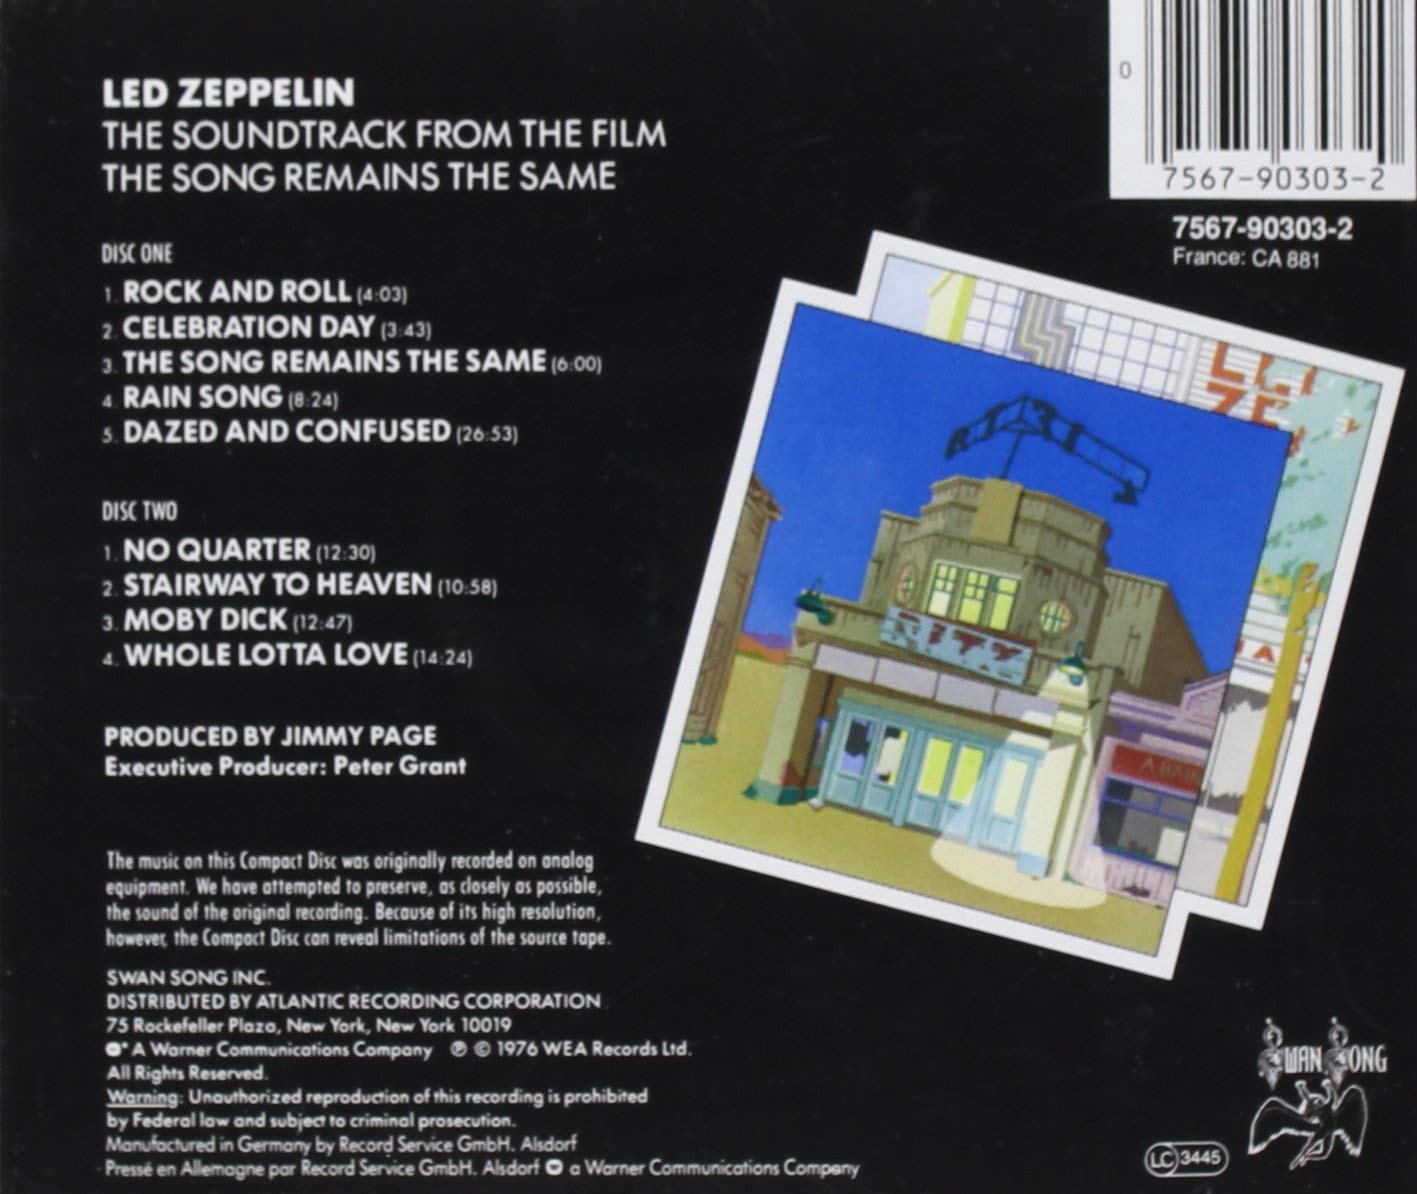 LED ZEPPELIN
THE SOUNDTRACK FROM THE FILM
THE SONG REMAINS THE SAME
0
7567-90303-2
7567-90303-2
France: CA 881
DISC ONE
1. ROCK AND ROLL (4:03)
2. CELEBRATION DAY (3:43)
3. THE SONG REMAINS THE SAME (6:00)
4. RAIN SONG (8:24)
5. DAZED AND CONFUSED (26:53)
DISC TWO
1. NO QUARTER (12:30)
2. STAIRWAY TO HEAVEN (10:58)
3. MOBY DICK (12:47)
4. WHOLE LOTTA LOVE (14:24)
PRODUCED BY JIMMY PAGE
Executive Producer: Peter Grant
The music on this Compact Disc was originally recorded on analog
equipment. We have attempted to preserve, as closely as possible,
the sound of the original recording. Because of its high resolution,
however, the Compact Disc can reveal limitations of the source tape.
SWAN SONG INC.
DISTRIBUTED BY ATLANTIC RECORDING CORPORATION
75 Rockefeller Plaza, New York, New York 10019
A Warner Communications Company ℗ © 1976 WEA Records Ltd.
All Rights Reserved.
Warning: Unauthorized reproduction of this recording is prohibited
by Federal law and subject to criminal prosecution.
Manufactured in Germany by Record Service GmbH. Alsdorf
Pressé en Allemagne par Record Service GmbH. Alsdorf a Warner Communications Company
RITZ
SWAN SONG
LC 3445